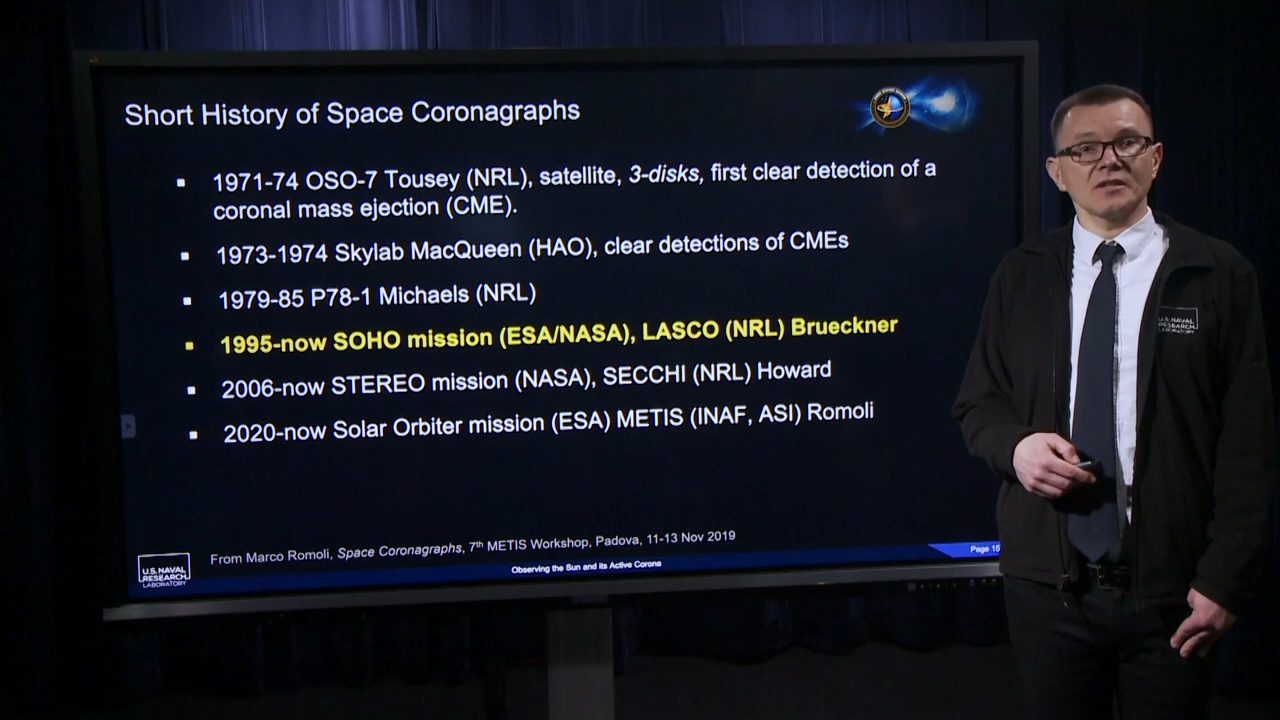 Short History of Space Coronagraphs
▪ 1971-74 OSO-7 Tousey (NRL), satellite, 3-disks, first clear detection of a
coronal mass ejection (CME).
▪ 1973-1974 Skylab MacQueen (HAO), clear detections of CMEs
▪ 1979-85 P78-1 Michaels (NRL)
▪ 1995-now SOHO mission (ESA/NASA), LASCO (NRL) Brueckner
▪ 2006-now STEREO mission (NASA), SECCHI (NRL) Howard
▪ 2020-now Solar Orbiter mission (ESA) METIS (INAF, ASI) Romoli
From Marco Romoli, Space Coronagraphs, 7th METIS Workshop, Padova, 11-13 Nov 2019
Page 15
Observing the Sun and its Active Corona
U.S. NAVAL
RESEARCH
LABORATORY
U.S. NAVAL
RESEARCH
LABORATORY